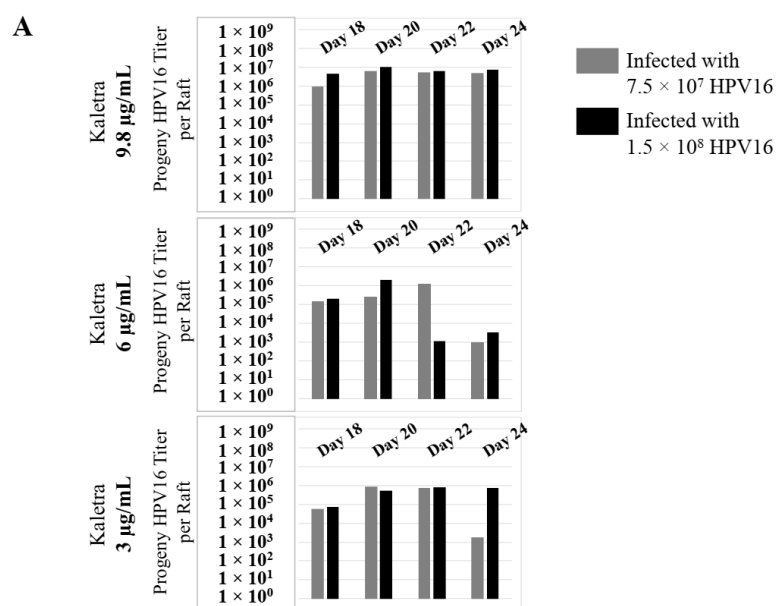 A
Kaletra
9.8 µg/mL
Progeny HPV16 Titer
per Raft
1 × 10⁹
1 × 10⁸
1 × 10⁷
1 × 10⁶
1 × 10⁵
1 × 10⁴
1 × 10³
1 × 10²
1 × 10¹
1 × 10⁰
Day 18
Day 20
Day 22
Day 24
Infected with
7.5 × 10⁷ HPV16
Infected with
1.5 × 10⁸ HPV16
Kaletra
6 µg/mL
Progeny HPV16 Titer
per Raft
1 × 10⁹
1 × 10⁸
1 × 10⁷
1 × 10⁶
1 × 10⁵
1 × 10⁴
1 × 10³
1 × 10²
1 × 10¹
1 × 10⁰
Day 18
Day 20
Day 22
Day 24
Kaletra
3 µg/mL
Progeny HPV16 Titer
per Raft
1 × 10⁹
1 × 10⁸
1 × 10⁷
1 × 10⁶
1 × 10⁵
1 × 10⁴
1 × 10³
1 × 10²
1 × 10¹
1 × 10⁰
Day 18
Day 20
Day 22
Day 24